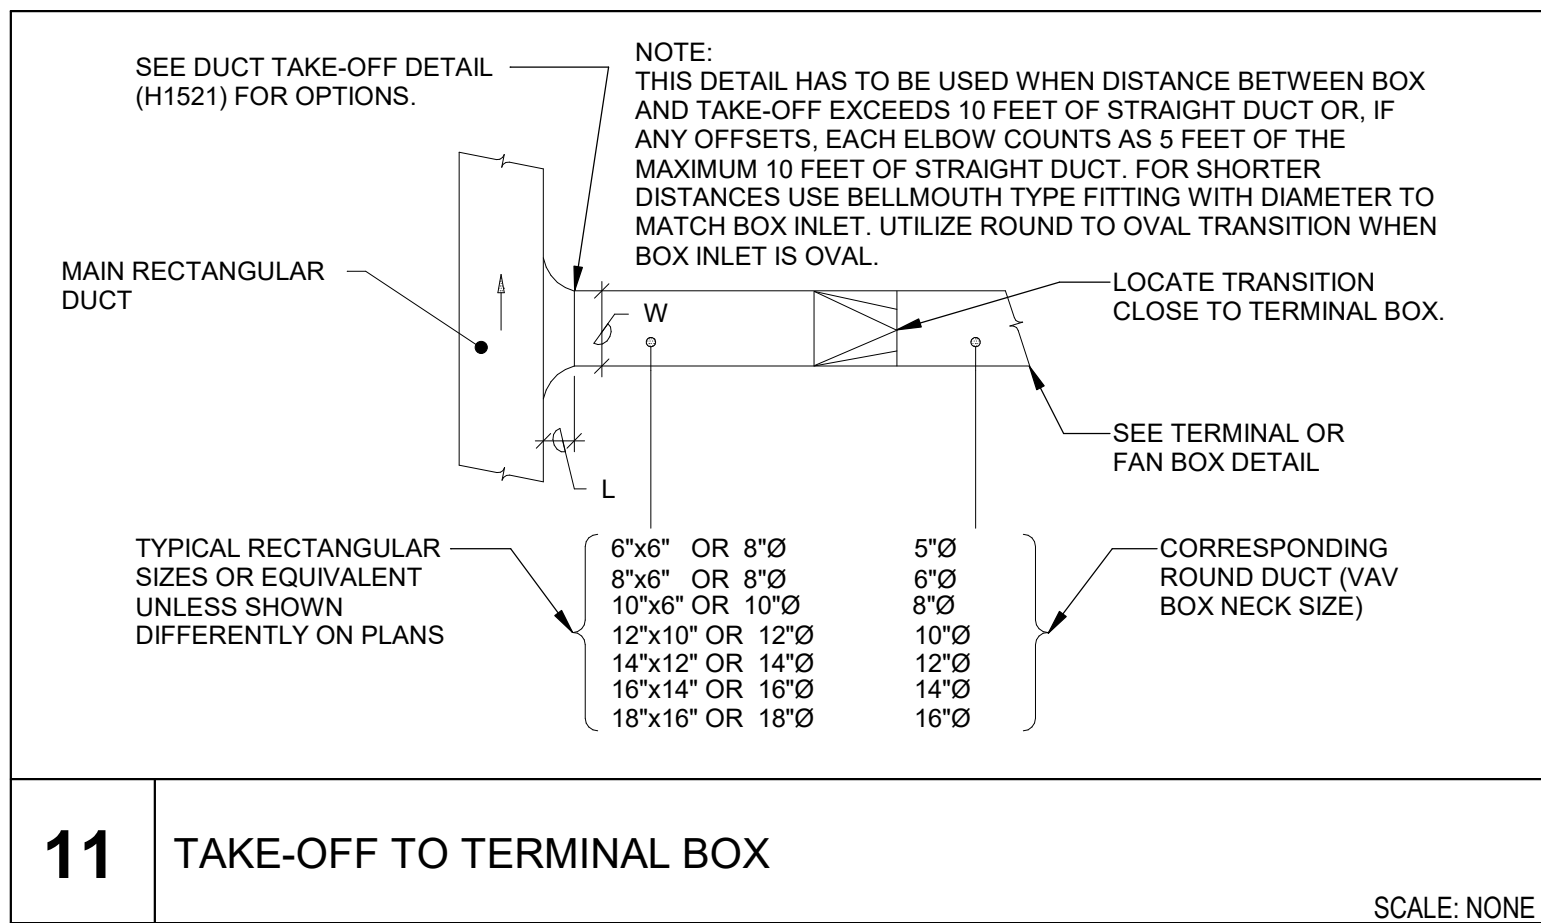 SEE DUCT TAKE-OFF DETAIL
(H1521) FOR OPTIONS.
NOTE:
THIS DETAIL HAS TO BE USED WHEN DISTANCE BETWEEN BOX
AND TAKE-OFF EXCEEDS 10 FEET OF STRAIGHT DUCT OR, IF
ANY OFFSETS, EACH ELBOW COUNTS AS 5 FEET OF THE
MAXIMUM 10 FEET OF STRAIGHT DUCT. FOR SHORTER
DISTANCES USE BELLMOUTH TYPE FITTING WITH DIAMETER TO
MATCH BOX INLET. UTILIZE ROUND TO OVAL TRANSITION WHEN
BOX INLET IS OVAL.
MAIN RECTANGULAR
DUCT
W
LOCATE TRANSITION
CLOSE TO TERMINAL BOX.
SEE TERMINAL OR
FAN BOX DETAIL
L
TYPICAL RECTANGULAR
SIZES OR EQUIVALENT
UNLESS SHOWN
DIFFERENTLY ON PLANS
6"x6" OR 8"Ø 5"Ø
8"x6" OR 8"Ø 6"Ø
10"x6" OR 10"Ø 8"Ø
12"x10" OR 12"Ø 10"Ø
14"x12" OR 14"Ø 12"Ø
16"x14" OR 16"Ø 14"Ø
18"x16" OR 18"Ø 16"Ø
CORRESPONDING
ROUND DUCT (VAV
BOX NECK SIZE)
11
TAKE-OFF TO TERMINAL BOX
SCALE: NONE